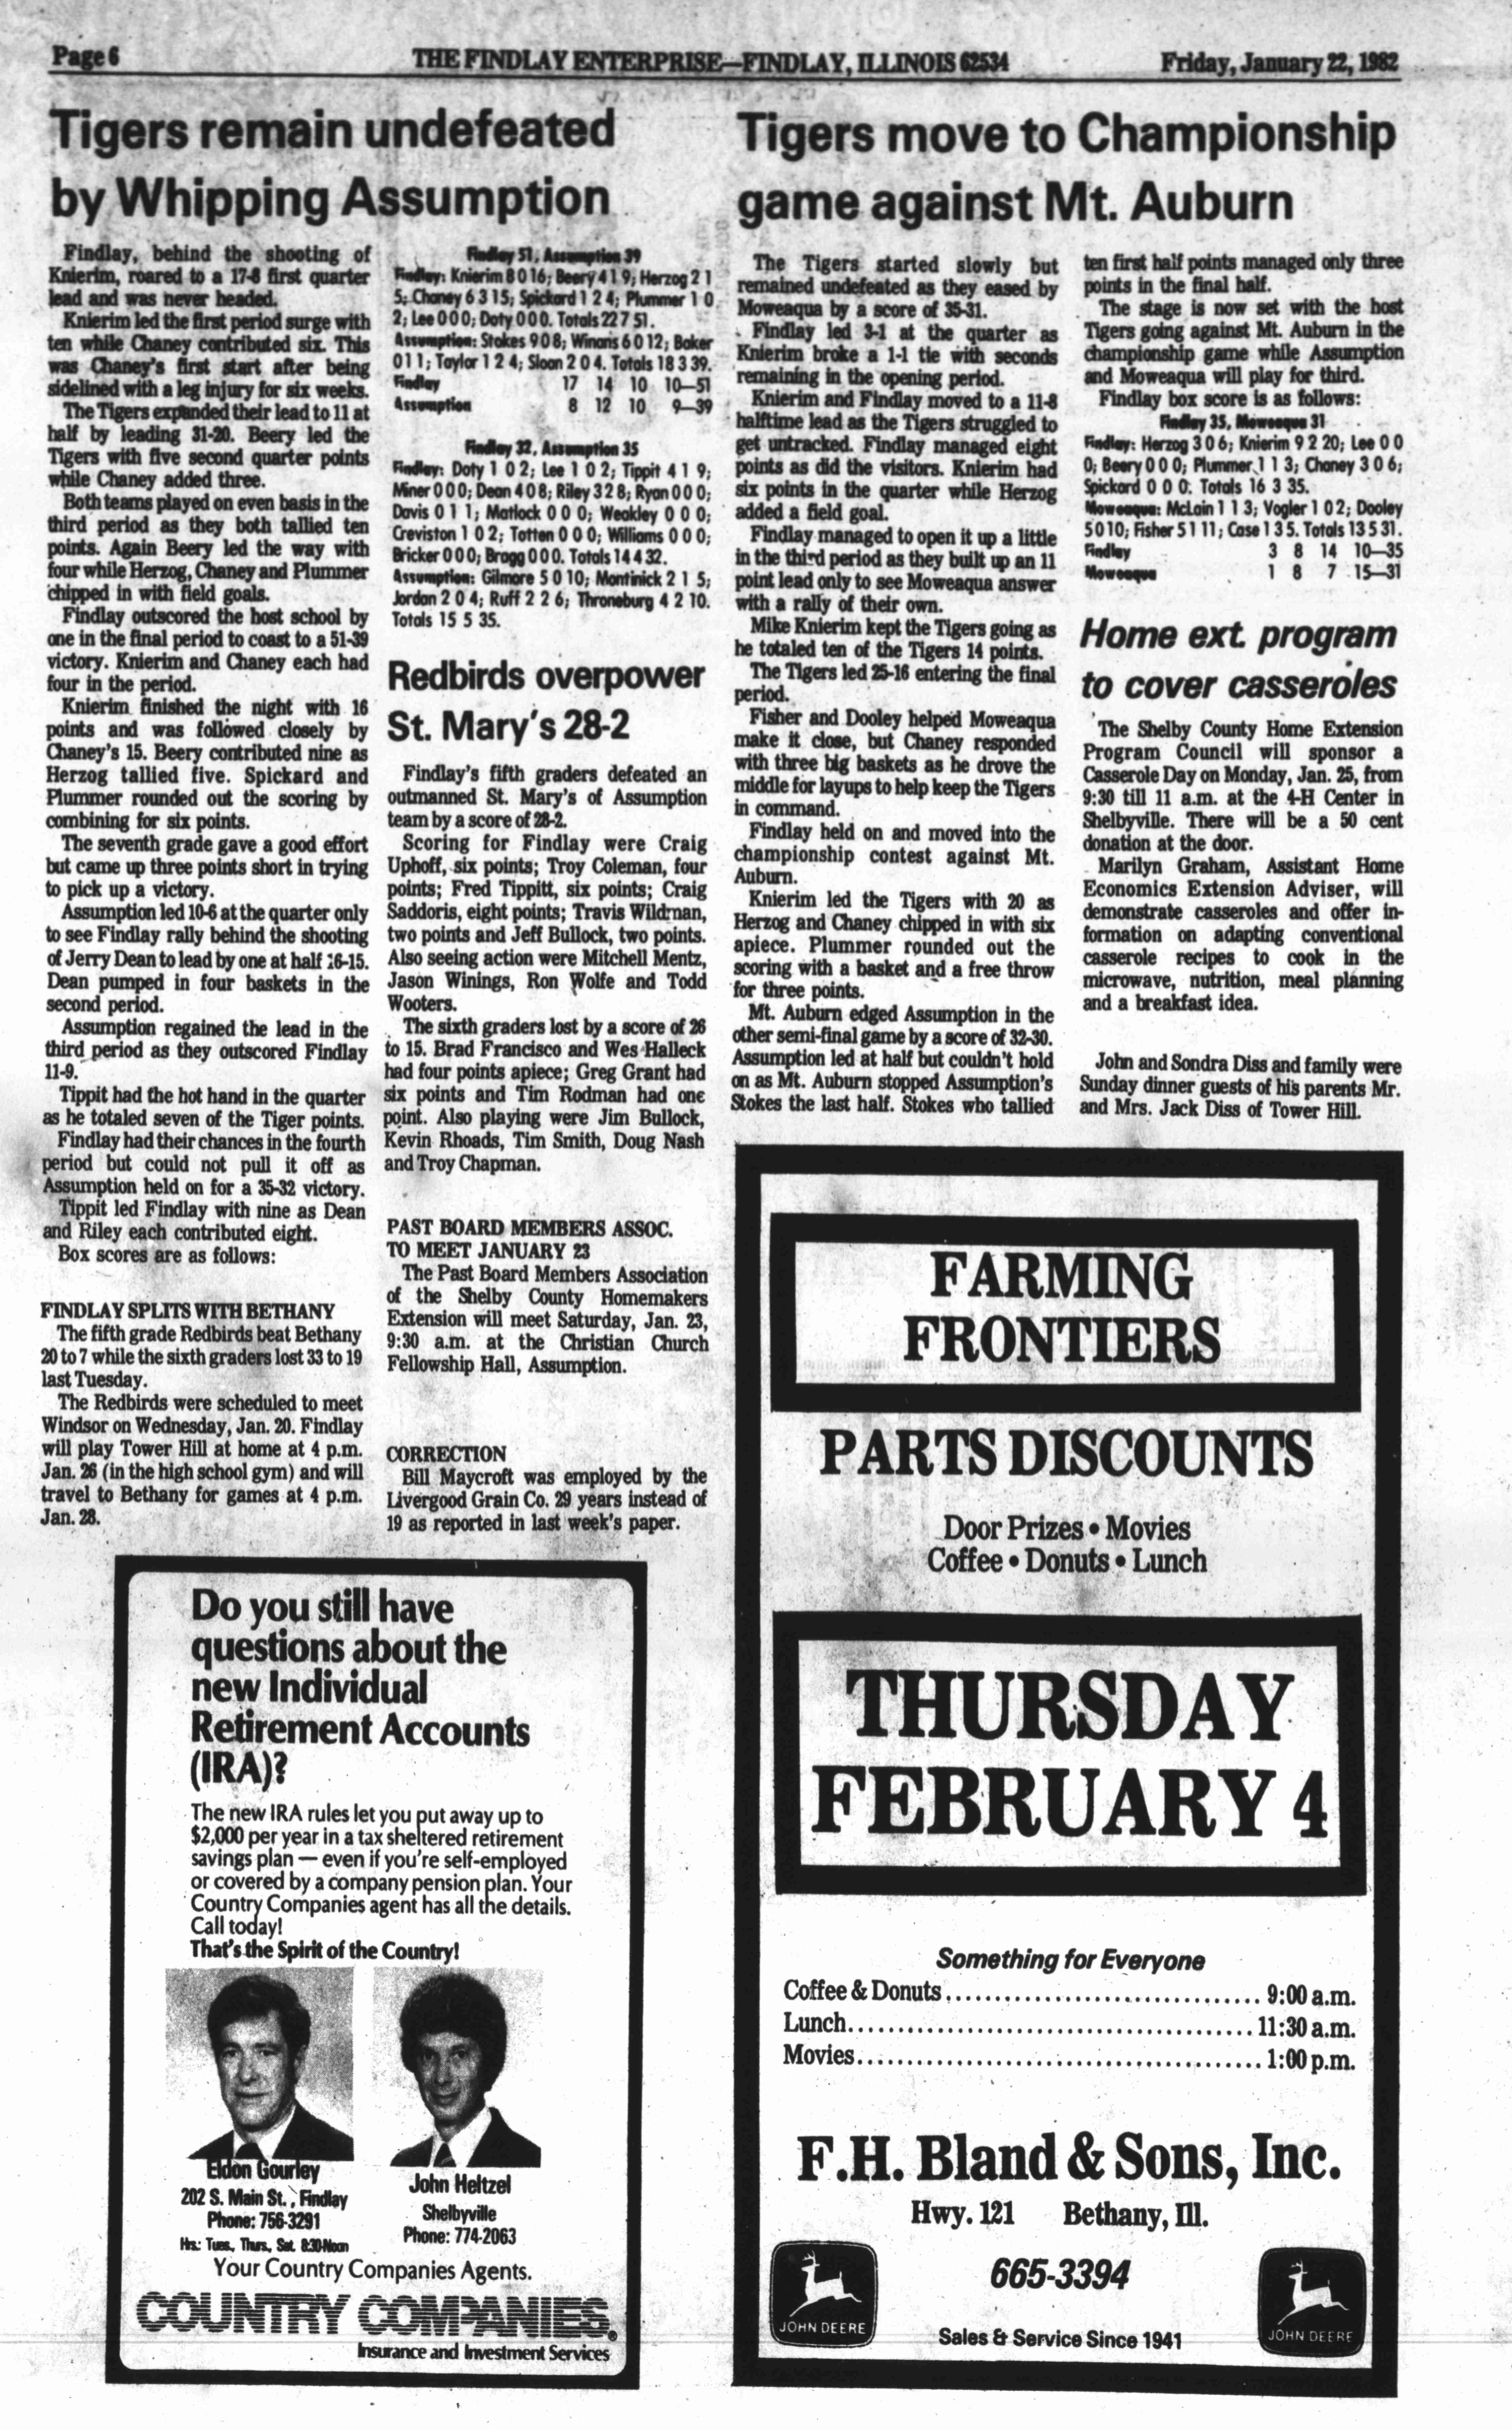 Page 6
THE FINDLAY ENTERPRISE—FINDLAY, ILLINOIS 62534
Friday, January 22, 1982
Tigers remain undefeated
by Whipping Assumption
Findlay, behind the shooting of
Knierim, roared to a 17-8 first quarter
lead and was never headed.
Knierim led the first period surge with
ten while Chaney contributed six. This
was Chaney's first start after being
sidelined with a leg injury for six weeks.
The Tigers expanded their lead to 11 at
half by leading 31-20. Beery led the
Tigers with five second quarter points
while Chaney added three.
Both teams played on even basis in the
third period as they both tallied ten
points. Again Beery led the way with
four while Herzog, Chaney and Plummer
chipped in with field goals.
Findlay outscored the host school by
one in the final period to coast to a 51-39
victory. Knierim and Chaney each had
four in the period.
Knierim finished the night with 16
points and was followed closely by
Chaney's 15. Beery contributed nine as
Herzog tallied five. Spickard and
Plummer rounded out the scoring by
combining for six points.
The seventh grade gave a good effort
but came up three points short in trying
to pick up a victory.
Assumption led 10-6 at the quarter only
to see Findlay rally behind the shooting
of Jerry Dean to lead by one at half 16-15.
Dean pumped in four baskets in the
second period.
Assumption regained the lead in the
third period as they outscored Findlay
11-9.
Tippit had the hot hand in the quarter
as he totaled seven of the Tiger points.
Findlay had their chances in the fourth
period but could not pull it off as
Assumption held on for a 35-32 victory.
Tippit led Findlay with nine as Dean
and Riley each contributed eight.
Box scores are as follows:
Findlay 51, Assumption 39
Findlay: Knierim 8 0 16; Beery 4 1 9; Herzog 2 1
5; Chaney 6 3 15; Spickard 1 2 4; Plummer 1 0
2; Lee 0 0 0; Doty 0 0 0. Totals 22 7 51.
Assumption: Stokes 9 0 8; Winans 6 0 12; Baker
0 1 1; Taylor 1 2 4; Sloan 2 0 4. Totals 18 3 39.
Findlay 17 14 10 10—51
Assumption 8 12 10 9—39
Findlay 32, Assumption 35
Findlay: Doty 1 0 2; Lee 1 0 2; Tippit 4 1 9;
Miner 0 0 0; Dean 4 0 8; Riley 3 2 8; Ryan 0 0 0;
Davis 0 1 1; Matlock 0 0 0; Weakley 0 0 0;
Creviston 1 0 2; Totten 0 0 0; Williams 0 0 0;
Bricker 0 0 0; Bragg 0 0 0. Totals 14 4 32.
Assumption: Gilmore 5 0 10; Montinick 2 1 5;
Jordan 2 0 4; Ruff 2 2 6; Throneburg 4 2 10.
Totals 15 5 35.
FINDLAY SPLITS WITH BETHANY
The fifth grade Redbirds beat Bethany
20 to 7 while the sixth graders lost 33 to 19
last Tuesday.
The Redbirds were scheduled to meet
Windsor on Wednesday, Jan. 20. Findlay
will play Tower Hill at home at 4 p.m.
Jan. 26 (in the high school gym) and will
travel to Bethany for games at 4 p.m.
Jan. 28.
Redbirds overpower
St. Mary's 28-2
Findlay's fifth graders defeated an
outmanned St. Mary's of Assumption
team by a score of 28-2.
Scoring for Findlay were Craig
Uphoff, six points; Troy Coleman, four
points; Fred Tippitt, six points; Craig
Saddoris, eight points; Travis Wildman,
two points and Jeff Bullock, two points.
Also seeing action were Mitchell Mentz,
Jason Winings, Ron Wolfe and Todd
Wooters.
The sixth graders lost by a score of 26
to 15. Brad Francisco and Wes Halleck
had four points apiece; Greg Grant had
six points and Tim Rodman had one
point. Also playing were Jim Bullock,
Kevin Rhoads, Tim Smith, Doug Nash
and Troy Chapman.
PAST BOARD MEMBERS ASSOC.
TO MEET JANUARY 23
The Past Board Members Association
of the Shelby County Homemakers
Extension will meet Saturday, Jan. 23,
9:30 a.m. at the Christian Church
Fellowship Hall, Assumption.
CORRECTION
Bill Maycroft was employed by the
Livergood Grain Co. 29 years instead of
19 as reported in last week's paper.
Tigers move to Championship
game against Mt. Auburn
The Tigers started slowly but
remained undefeated as they eased by
Moweaqua by a score of 35-31.
Findlay led 3-1 at the quarter as
Knierim broke a 1-1 tie with seconds
remaining in the opening period.
Knierim and Findlay moved to a 11-8
halftime lead as the Tigers struggled to
get untracked. Findlay managed eight
points as did the visitors. Knierim had
six points in the quarter while Herzog
added a field goal.
Findlay managed to open it up a little
in the third period as they built up an 11
point lead only to see Moweaqua answer
with a rally of their own.
Mike Knierim kept the Tigers going as
he totaled ten of the Tigers 14 points.
The Tigers led 25-16 entering the final
period.
Fisher and Dooley helped Moweaqua
make it close, but Chaney responded
with three big baskets as he drove the
middle for layups to help keep the Tigers
in command.
Findlay held on and moved into the
championship contest against Mt.
Auburn.
Knierim led the Tigers with 20 as
Herzog and Chaney chipped in with six
apiece. Plummer rounded out the
scoring with a basket and a free throw
for three points.
Mt. Auburn edged Assumption in the
other semi-final game by a score of 32-30.
Assumption led at half but couldn't hold
on as Mt. Auburn stopped Assumption's
Stokes the last half. Stokes who tallied
ten first half points managed only three
points in the final half.
The stage is now set with the host
Tigers going against Mt. Auburn in the
championship game while Assumption
and Moweaqua will play for third.
Findlay box score is as follows:
Findlay 35, Moweaqua 31
Findlay: Herzog 3 0 6; Knierim 9 2 20; Lee 0 0
0; Beery 0 0 0; Plummer 1 1 3; Chaney 3 0 6;
Spickard 0 0 0. Totals 16 3 35.
Moweaqua: McLain 1 1 3; Vogler 1 0 2; Dooley
5 0 10; Fisher 5 1 11; Case 1 3 5. Totals 13 5 31.
Findlay 3 8 14 10—35
Moweaqua 1 8 7 15—31
Home ext. program
to cover casseroles
The Shelby County Home Extension
Program Council will sponsor a
Casserole Day on Monday, Jan. 25, from
9:30 till 11 a.m. at the 4-H Center in
Shelbyville. There will be a 50 cent
donation at the door.
Marilyn Graham, Assistant Home
Economics Extension Adviser, will
demonstrate casseroles and offer in-
formation on adapting conventional
casserole recipes to cook in the
microwave, nutrition, meal planning
and a breakfast idea.
John and Sondra Diss and family were
Sunday dinner guests of his parents Mr.
and Mrs. Jack Diss of Tower Hill.
Do you still have
questions about the
new Individual
Retirement Accounts
(IRA)?
The new IRA rules let you put away up to
$2,000 per year in a tax sheltered retirement
savings plan — even if you're self-employed
or covered by a company pension plan. Your
Country Companies agent has all the details.
Call today!
That's the Spirit of the Country!
Eldon Gourley
202 S. Main St., Findlay
Phone: 756-3291
Hrs.: Tues., Thurs., Sat. 8:30-Noon
John Heltzel
Shelbyville
Phone: 774-2063
Your Country Companies Agents.
COUNTRY COMPANIES®
Insurance and Investment Services
FARMING
FRONTIERS
PARTS DISCOUNTS
Door Prizes • Movies
Coffee • Donuts • Lunch
THURSDAY
FEBRUARY 4
Something for Everyone
Coffee & Donuts.................................9:00 a.m.
Lunch..........................................11:30 a.m.
Movies..........................................1:00 p.m.
F.H. Bland & Sons, Inc.
Hwy. 121 Bethany, Ill.
665-3394
JOHN DEERE
Sales & Service Since 1941
JOHN DEERE